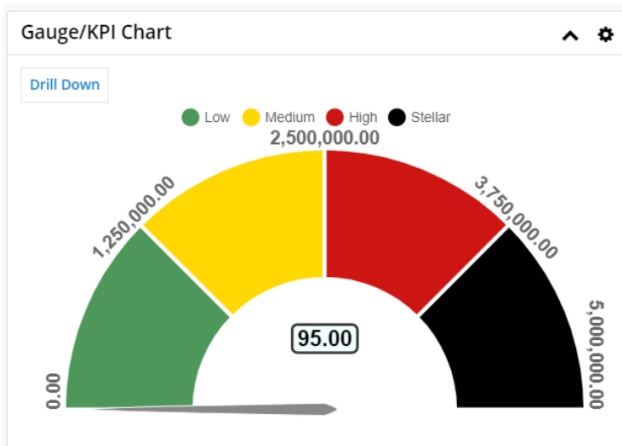 Gauge/KPI Chart
Drill Down
Low Medium High Stellar
2,500,000.00
1,250,000.00
3,750,000.00
95.00
0.00
5,000,000.00